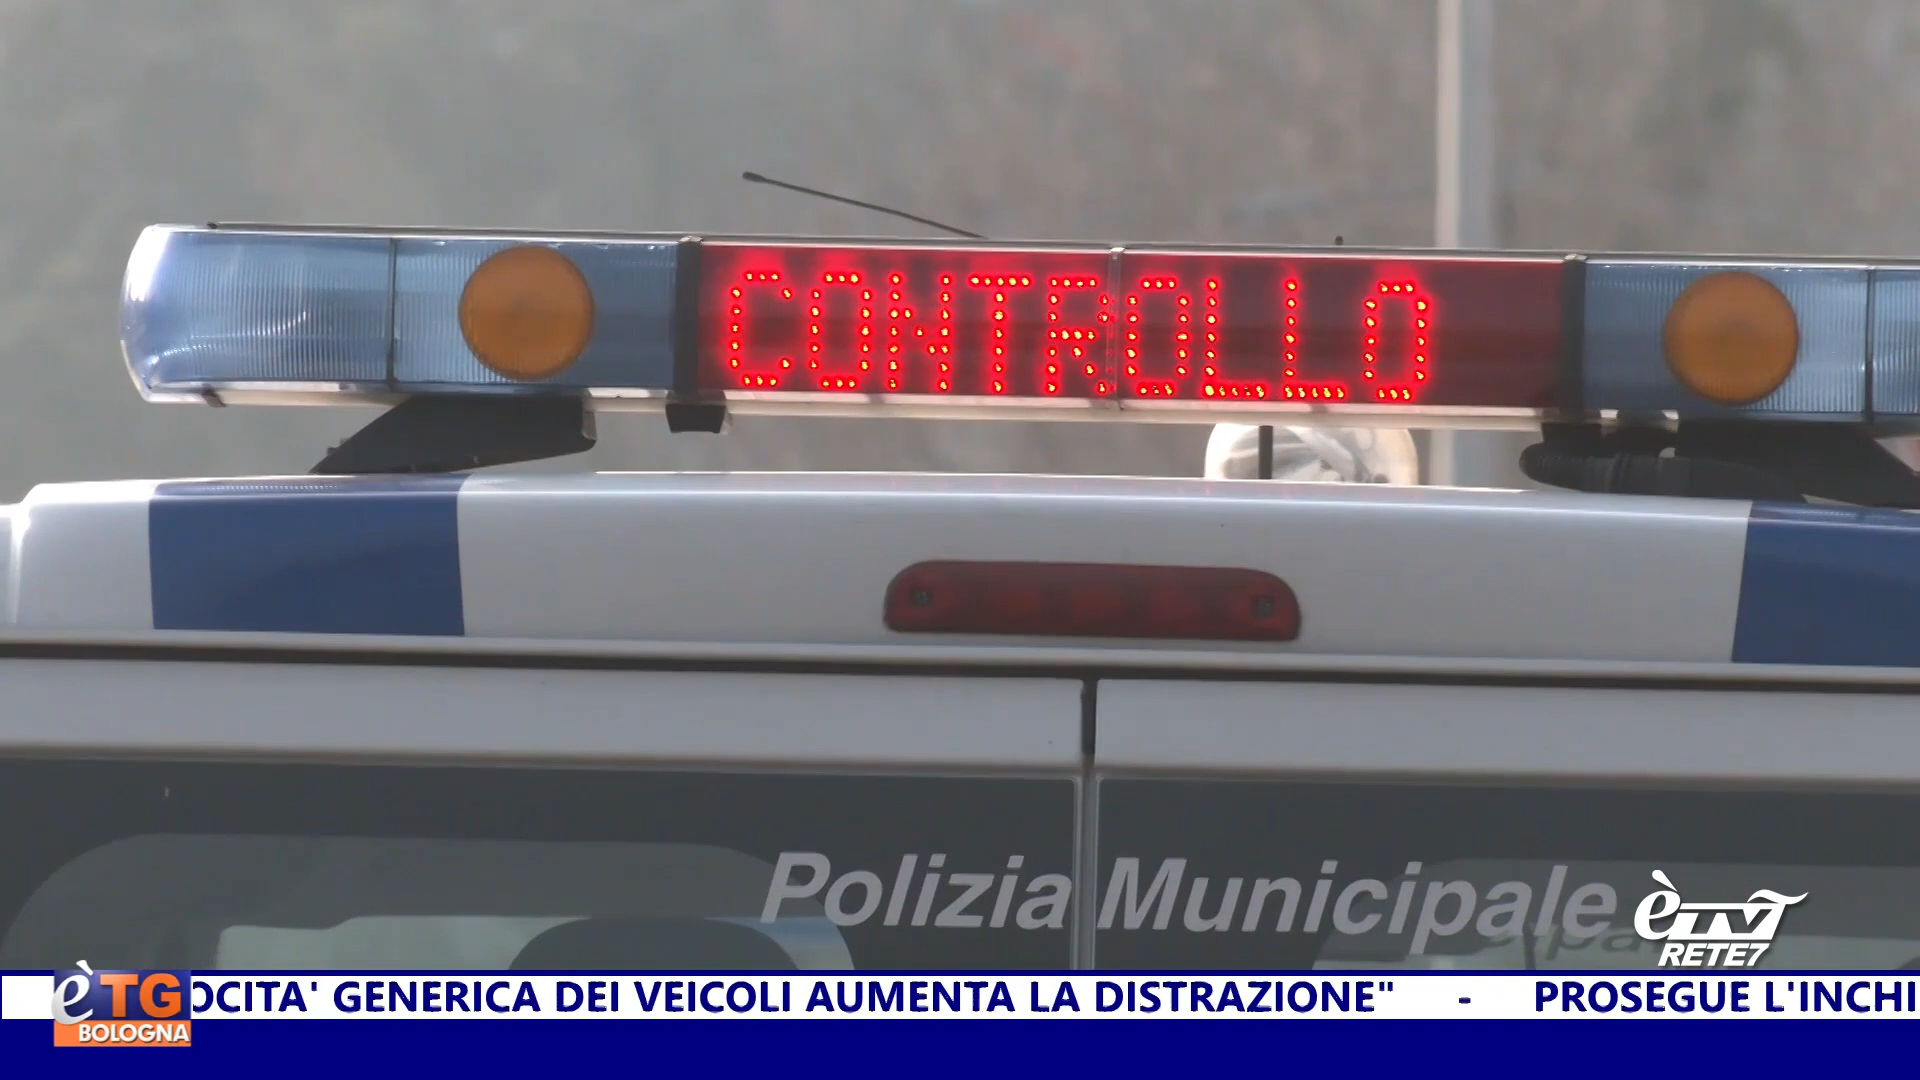 CONTROLLO
Polizia Municipale
èTV
RETE7
èTG
BOLOGNA
OCITA' GENERICA DEI VEICOLI AUMENTA LA DISTRAZIONE" - PROSEGUE L'INCHI